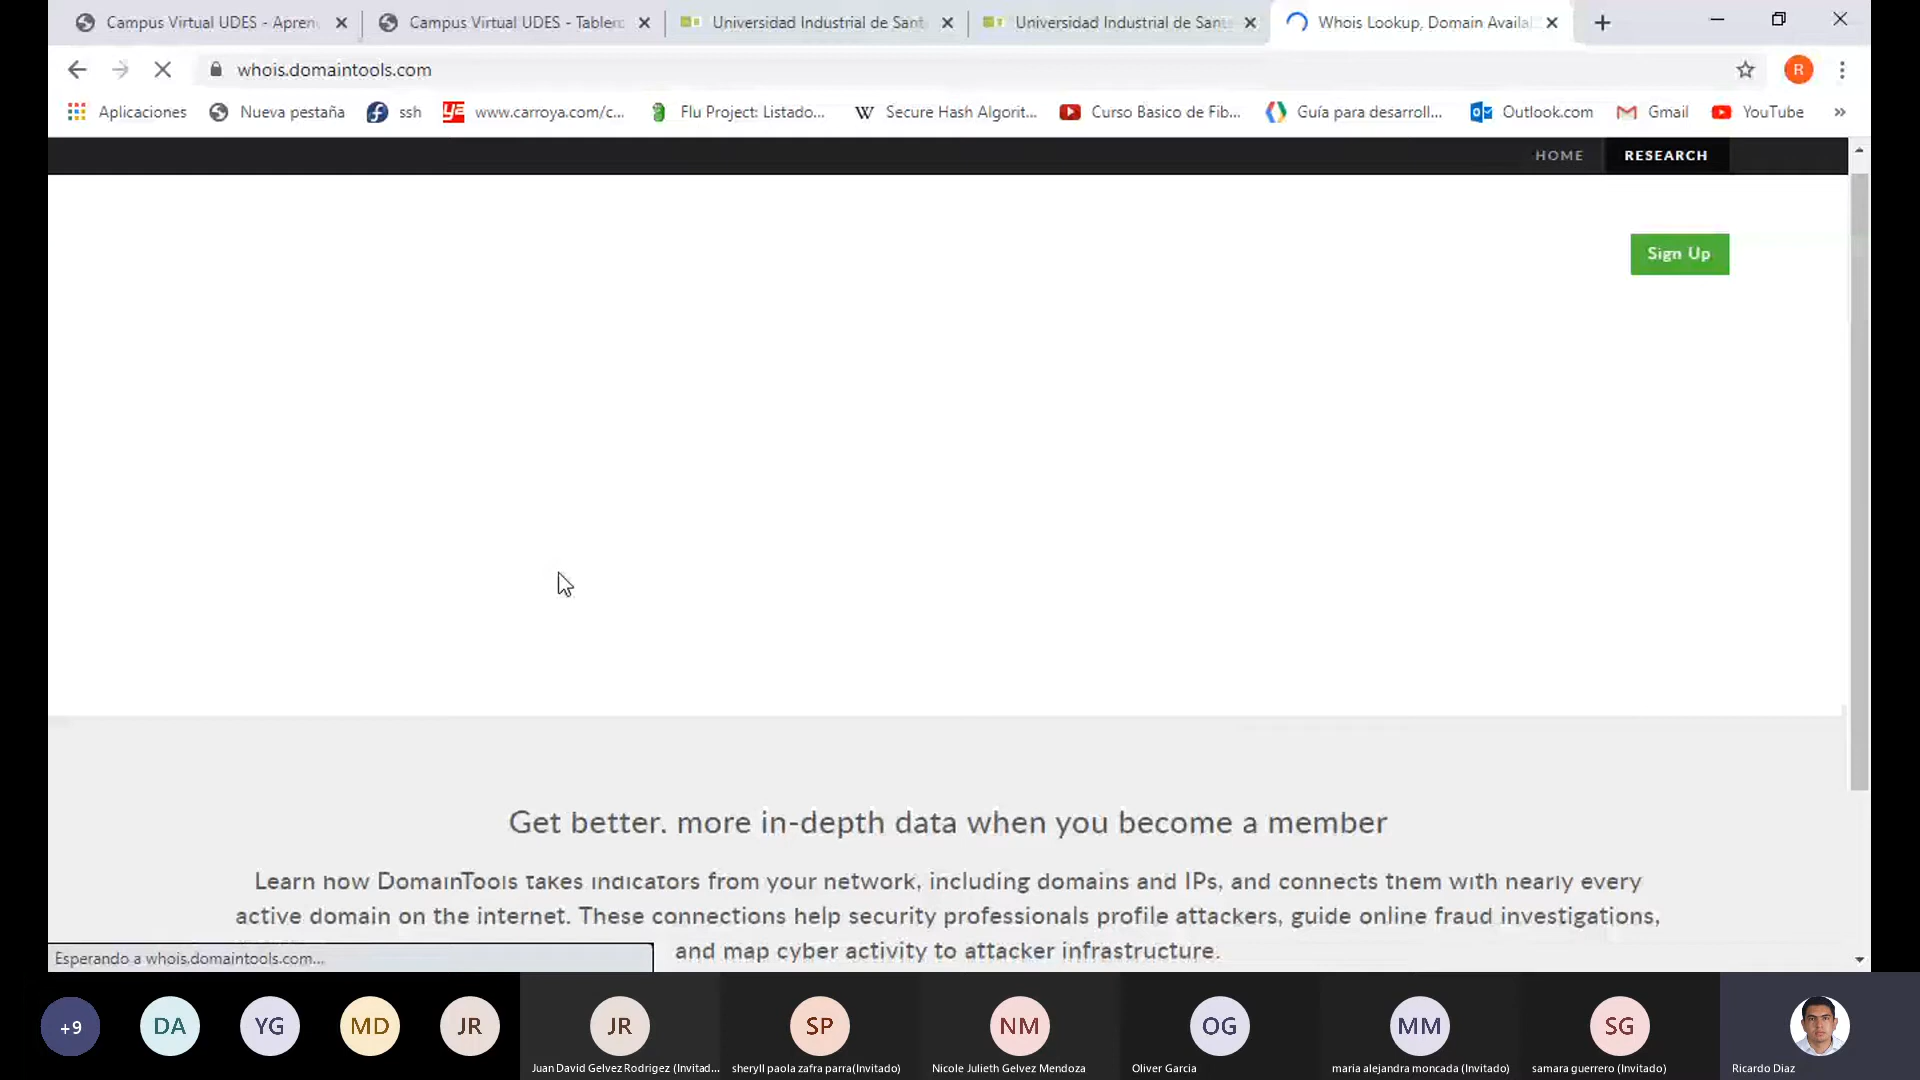 Campus Virtual UDES - Apren
Campus Virtual UDES - Tablero
Universidad Industrial de Sant
Universidad Industrial de Sant
Whois Lookup, Domain Availa
whois.domaintools.com
R
Aplicaciones
Nueva pestaña
ssh
www.carroya.com/c...
Flu Project: Listado...
W
Secure Hash Algorit...
Curso Basico de Fib...
Guía para desarroll...
Outlook.com
Gmail
YouTube
»
HOME
RESEARCH
Sign Up
Get better. more in-depth data when you become a member
Learn how DomainTools takes indicators from your network, including domains and IPs, and connects them with nearly every
active domain on the internet. These connections help security professionals profile attackers, guide online fraud investigations,
and map cyber activity to attacker infrastructure.
Esperando a whois.domaintools.com...
+9
DA
YG
MD
JR
JR
SP
NM
OG
MM
SG
Juan David Gelvez Rodrigez (Invitad...
sheryll paola zafra parra(Invitado)
Nicole Julieth Gelvez Mendoza
Oliver Garcia
maria alejandra moncada (Invitado)
samara guerrero (Invitado)
Ricardo Diaz